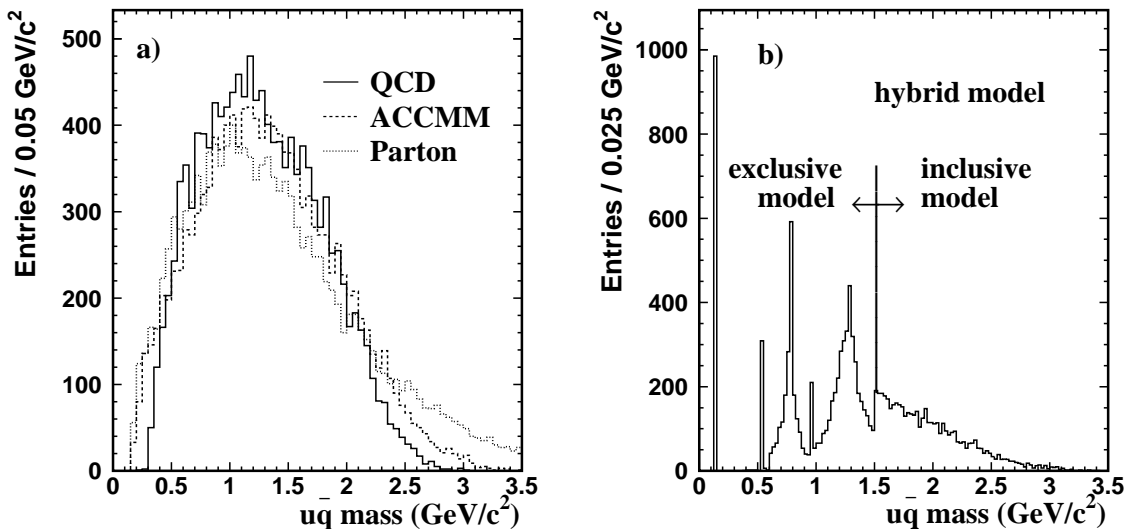 Entries / 0.05 GeV/c²
500
400
300
200
100
0
a)
QCD
ACCMM
Parton
0 0.5 1 1.5 2 2.5 3 3.5
uq̄ mass (GeV/c²)
Entries / 0.025 GeV/c²
1000
800
600
400
200
0
b)
hybrid model
exclusive inclusive
model model
0 0.5 1 1.5 2 2.5 3 3.5
uq̄ mass (GeV/c²)